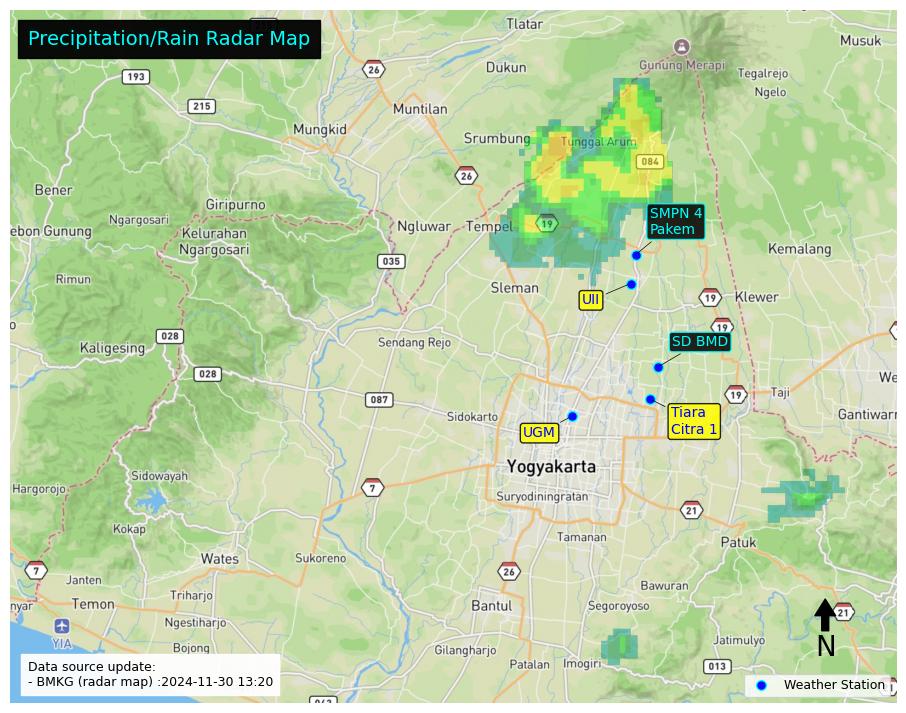 Precipitation/Rain Radar Map
Tlatar
Musuk
26
Gunung Merapi
193
Dukun
Tegalrejo
Ngelo
215
Muntilan
Mungkid
Srumbung
Tunggal Arum
084
26
Bener
Giripurno
Ngargosari
ebon Gunung
Kelurahan
Ngargosari
Ngluwar
Tempel
19
SMPN 4
Pakem
Kemalang
035
Rimun
Sleman
UII
19
Klewer
19
028
Kaligesing
Sendang Rejo
SD BMD
028
We
087
19
Taji
Sidokarto
Tiara
Citra 1
Gantiwarn
UGM
Yogyakarta
Sidowayah
Hargorojo
7
Suryodiningratan
21
Kokap
Tamanan
Patuk
Wates
Sukoreno
7
26
Janten
Triharjo
Bawuran
nyar
Temon
Bantul
Segoroyoso
21
Ngestiharjo
YIA
Bojong
Gilangharjo
Jatimulyo
N
Patalan
Imogiri
013
Data source update:
- BMKG (radar map) :2024-11-30 13:20
Weather Station